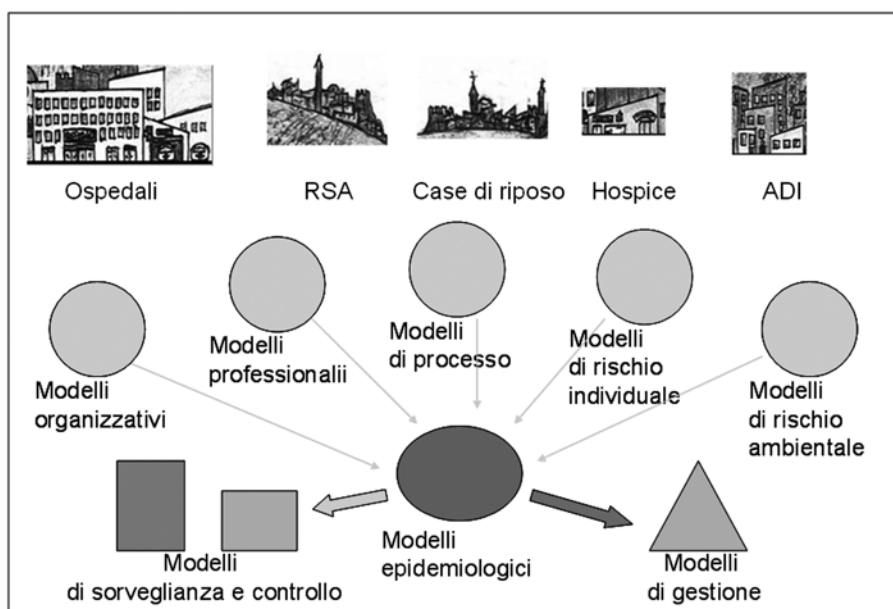 Ospedali
RSA
Case di riposo
Hospice
ADI
Modelli
organizzativi
Modelli
professionalii
Modelli
di processo
Modelli
di rischio
individuale
Modelli
di rischio
ambientale
Modelli
di sorveglianza e controllo
Modelli
epidemiologici
Modelli
di gestione